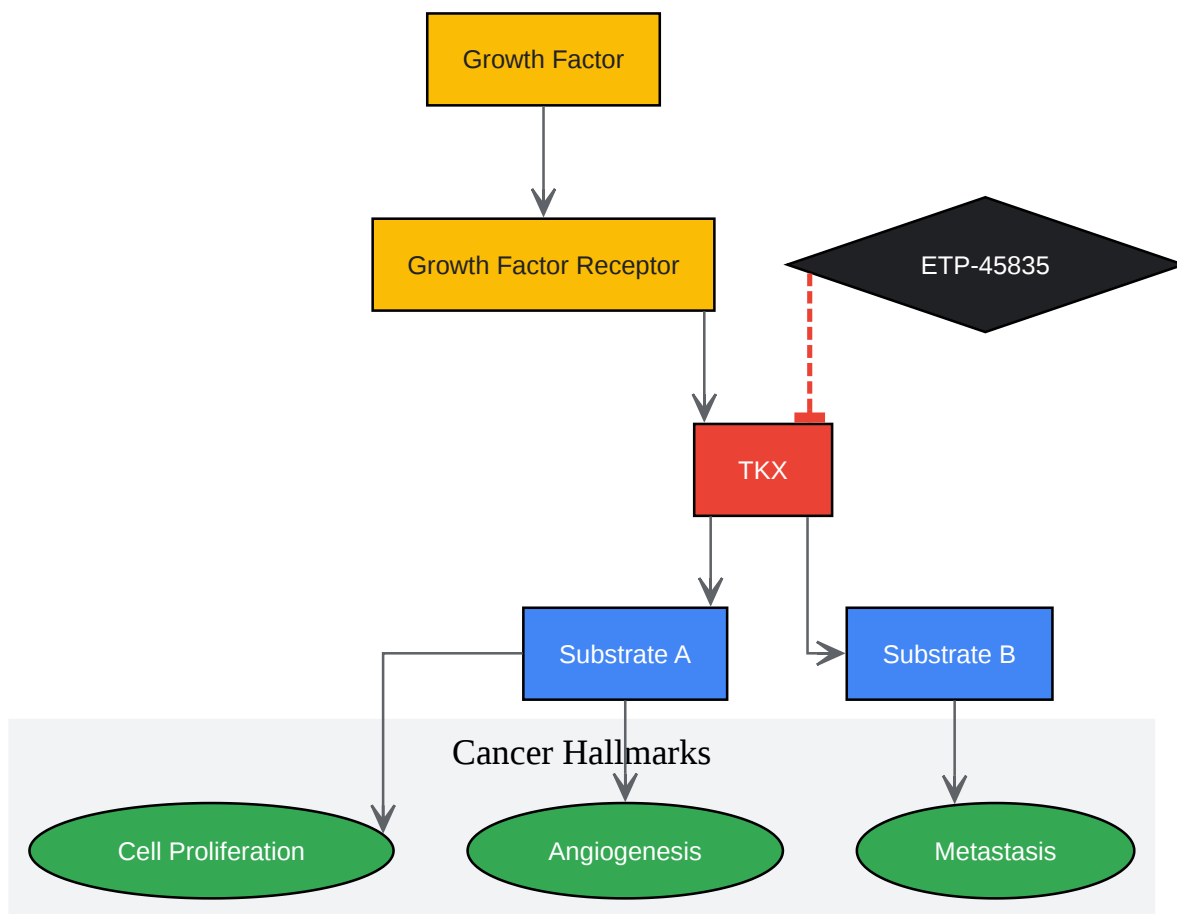 Growth Factor
Growth Factor Receptor
ETP-45835
TKX
Substrate A
Substrate B
Cancer Hallmarks
Cell Proliferation
Angiogenesis
Metastasis